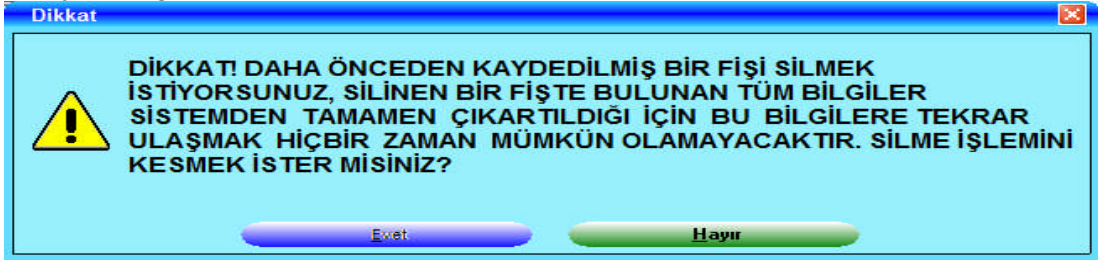 Dikkat
DİKKAT! DAHA ÖNCEDEN KAYDEDİLMİŞ BİR FİŞİ SİLMEK
İSTİYORSUNUZ, SİLİNEN BİR FİŞTE BULUNAN TÜM BİLGİLER
SİSTEMDEN TAMAMEN ÇIKARTILDIĞI İÇİN BU BİLGİLERE TEKRAR
ULAŞMAK HİÇBİR ZAMAN MÜMKÜN OLAMAYACAKTIR. SİLME İŞLEMİNİ
KESMEK İSTER MİSİNİZ?
Evet Hayır